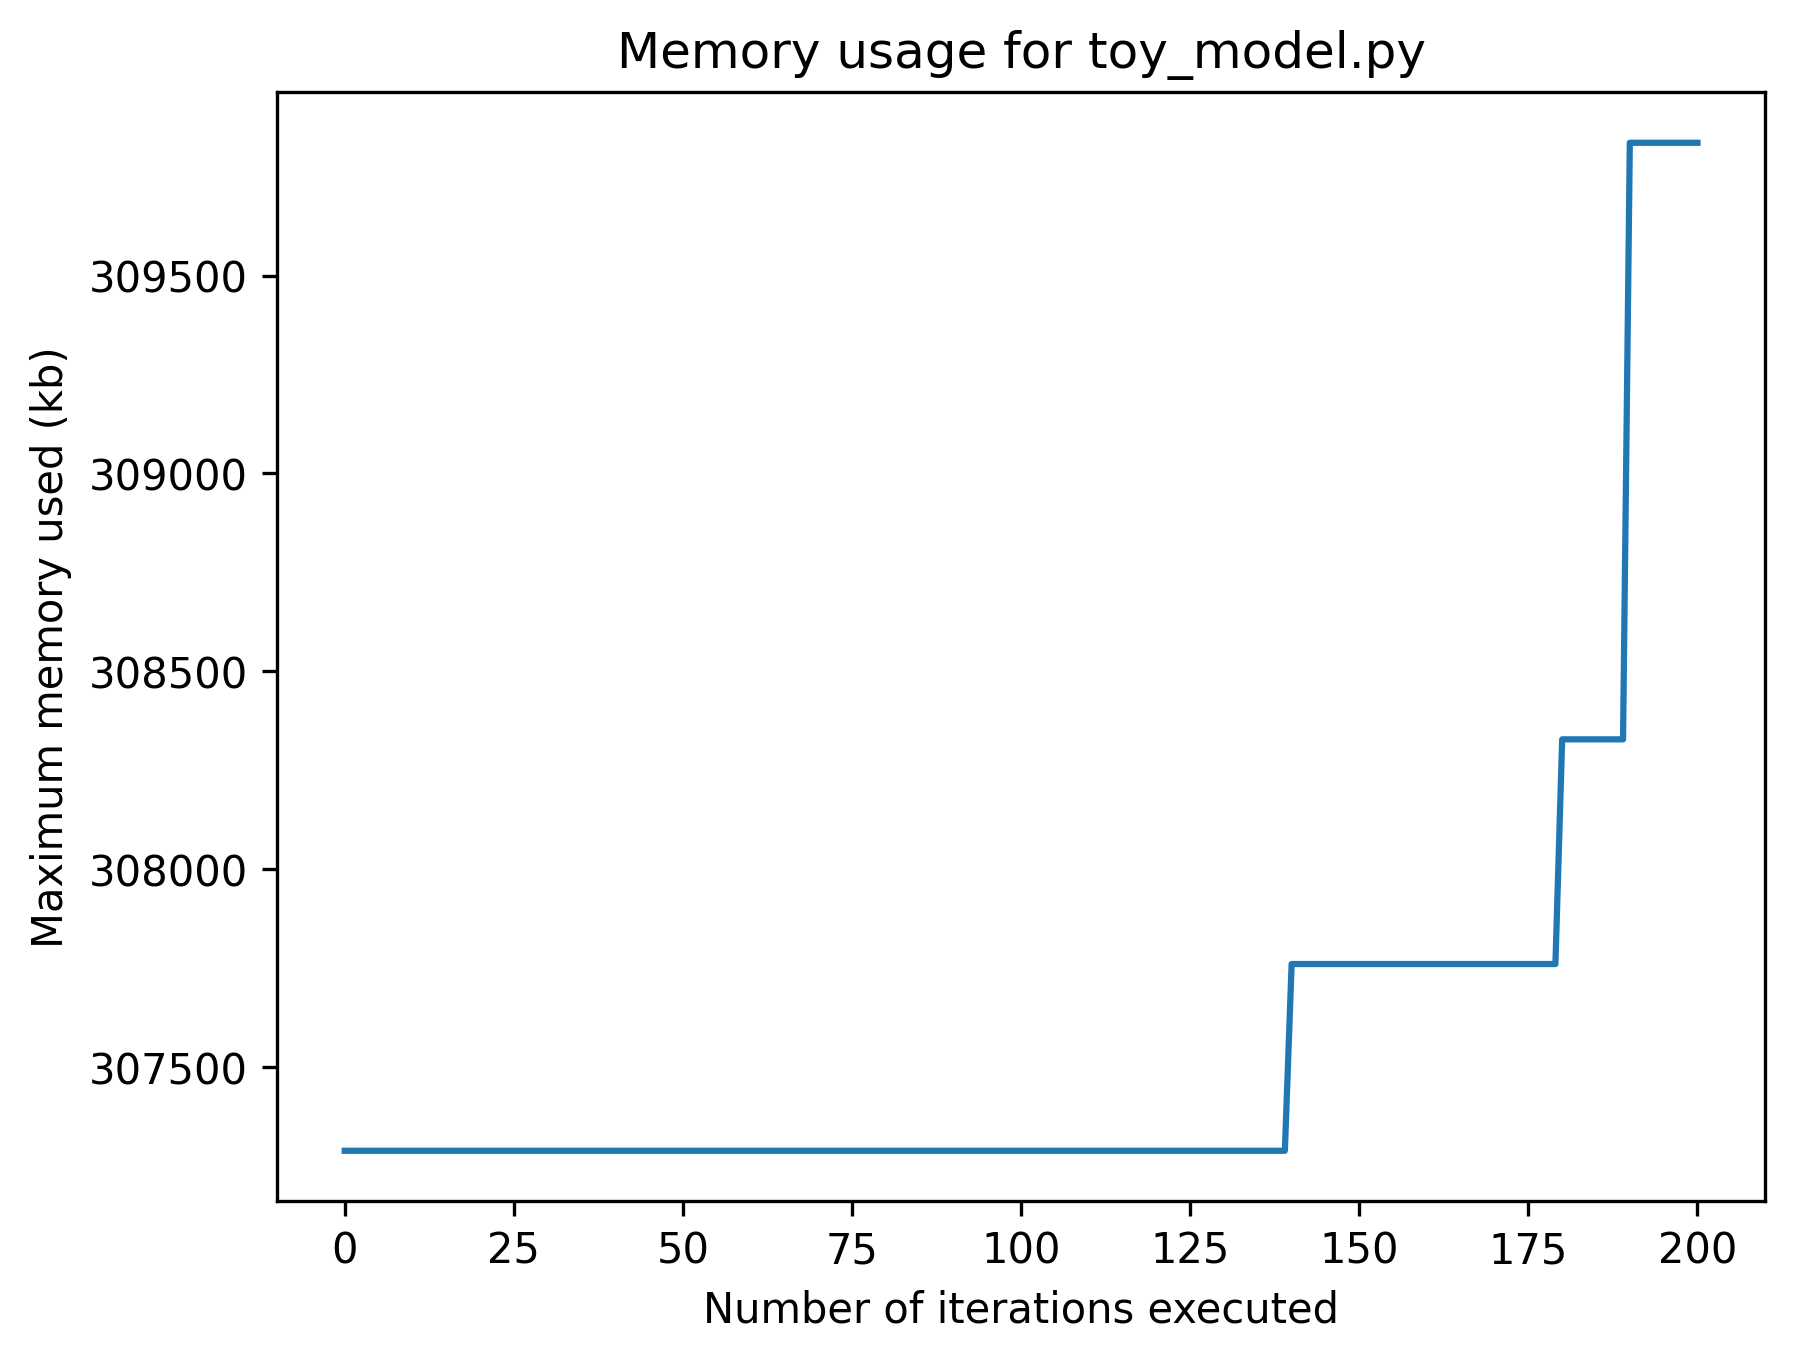 Memory usage for toy_model.py
Maximum memory used (kb)
309500
309000
308500
308000
307500
0 25 50 75 100 125 150 175 200
Number of iterations executed